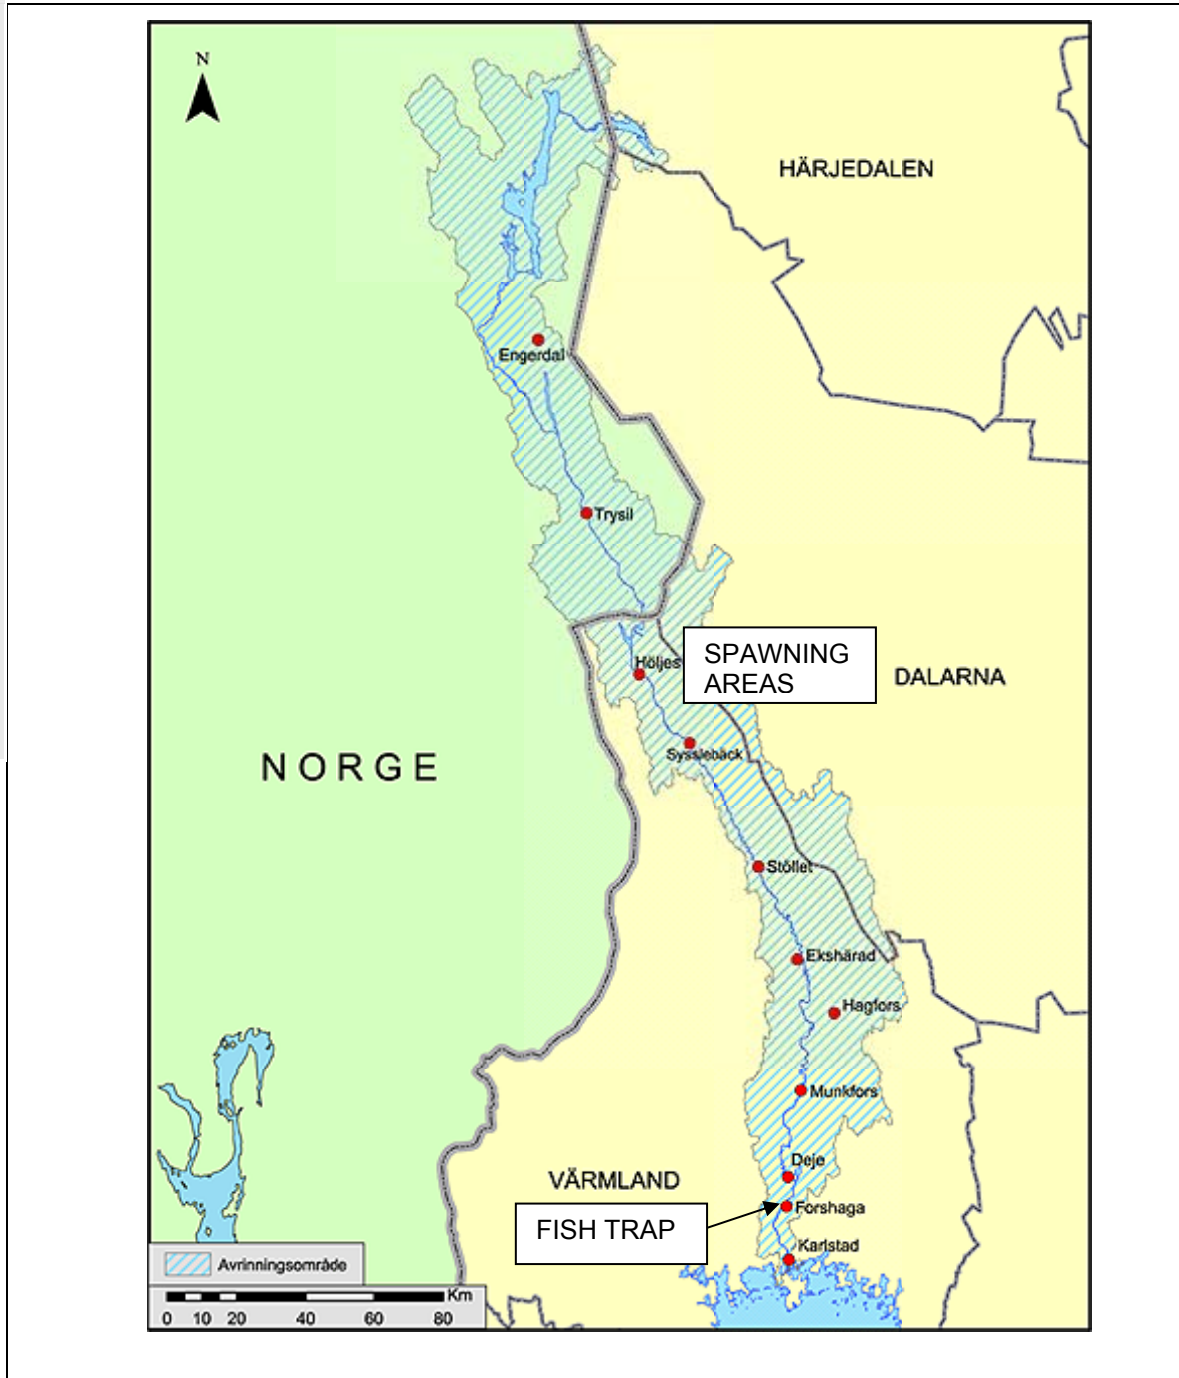 N
HÄRJEDALEN
Engerdal
Trysil
SPAWNING
AREAS
Höljes
DALARNA
Sysslebäck
NORGE
Stöllet
Ekshärad
Hagfors
Munkfors
Deje
VÄRMLAND
Forshaga
FISH TRAP
Karlstad
Avrinningsområde
Km
0 10 20 40 60 80